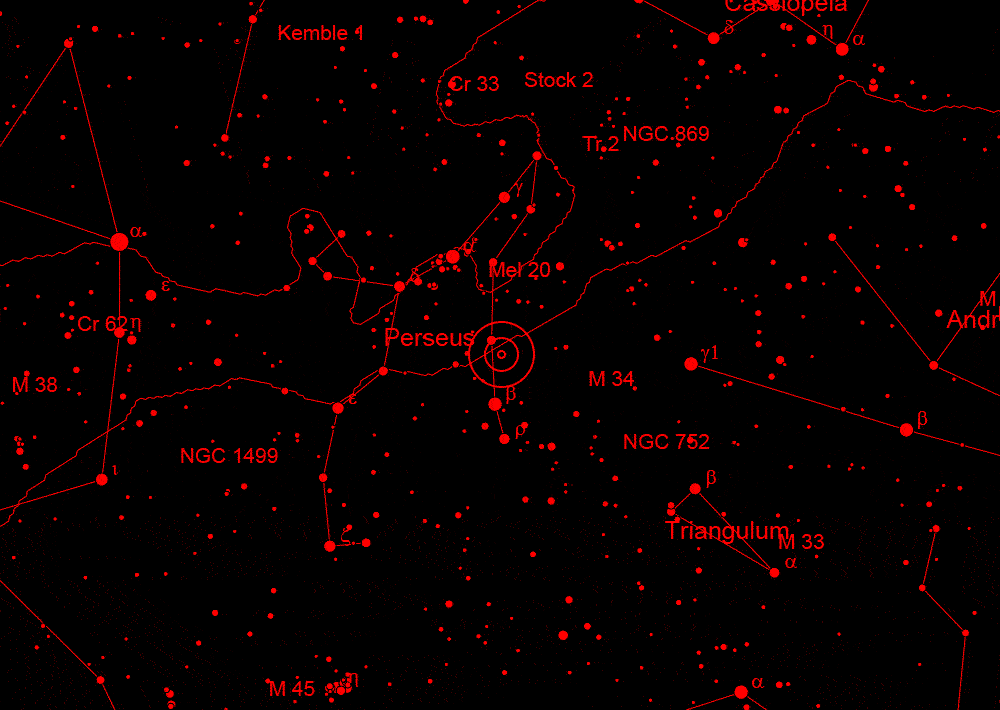 Cassiopeia
δ
η
α
Kemble 1
Cr 33
Stock 2
NGC 869
Tr 2
γ
α
α
δ
Mel 20
ε
M
Andr
Cr 62
η
Perseus
γ1
M 38
M 34
β
ε
β
ρ
NGC 1499
NGC 752
ι
β
Triangulum
M 33
ζ
α
M 45
η
α